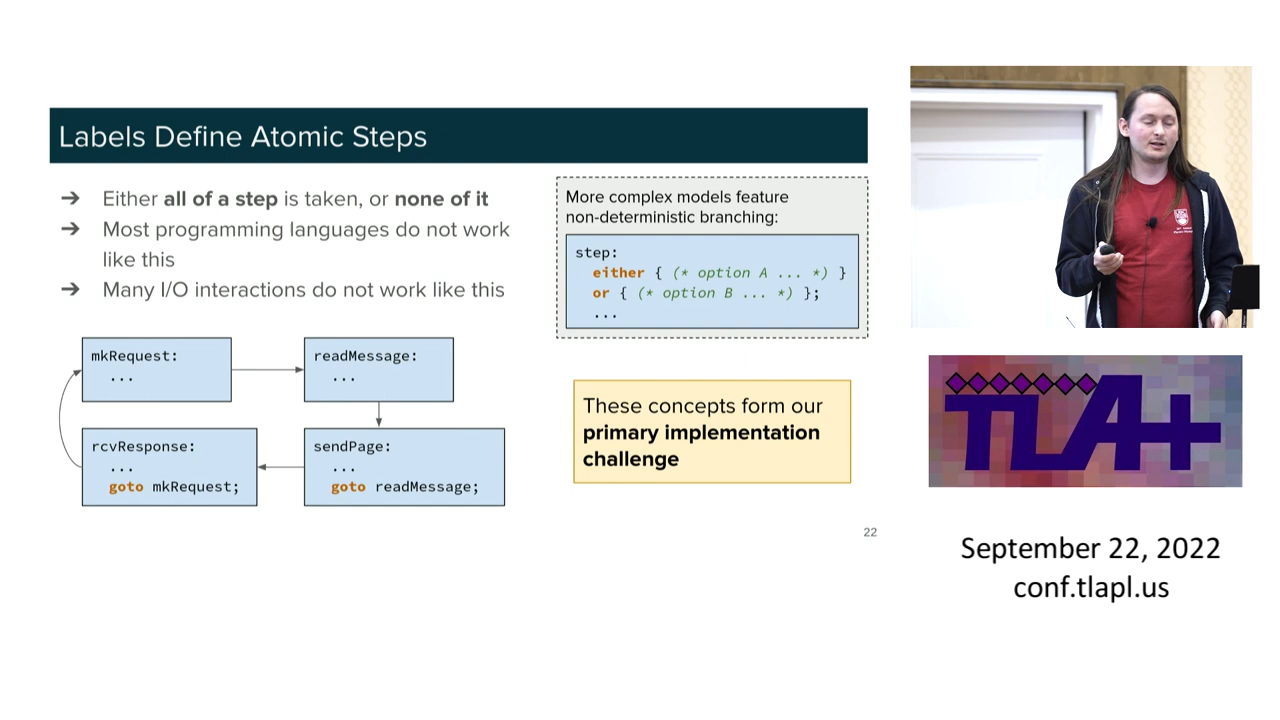 Labels Define Atomic Steps
➔ Either all of a step is taken, or none of it
➔ Most programming languages do not work
like this
➔ Many I/O interactions do not work like this
More complex models feature
non-deterministic branching:
step:
either { (* option A ... *) }
or { (* option B ... *) };
...
mkRequest:
...
readMessage:
...
rcvResponse:
...
goto mkRequest;
sendPage:
...
goto readMessage;
These concepts form our
primary implementation
challenge
22
TLA+
September 22, 2022
conf.tlapl.us